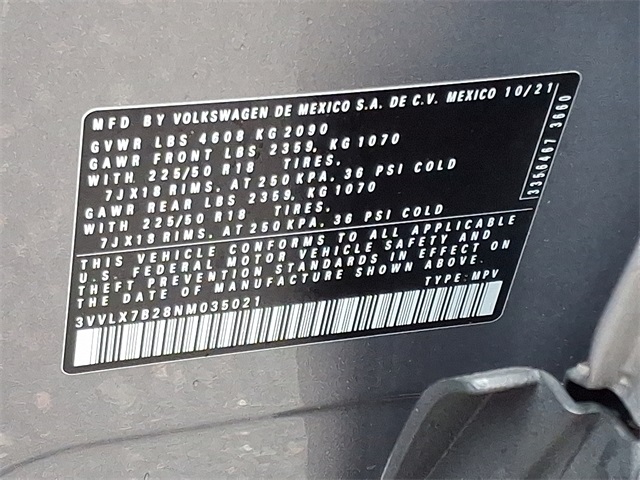 MFD BY VOLKSWAGEN DE MEXICO S.A. DE C.V. MEXICO 10/21
GVWR LBS 4608 KG 2090
GAWR FRONT LBS 2359, KG1070
WITH 225/50 R18 TIRES,
7JX18 RIMS, AT 250 KPA, 36 PSI COLD
GAWR REAR LBS 2359, KG 1070
WITH 225/50 R18 TIRES,
7JX18 RIMS, AT 250 KPA, 36 PSI COLD
THIS VEHICLE CONFORMS TO ALL APPLICABLE
U.S. FEDERAL MOTOR VEHICLE SAFETY AND
THEFT PREVENTION STANDARDS IN EFFECT ON
THE DATE OF MANUFACTURE SHOWN ABOVE.
TYPE: MPV
3VVLX7B28NM035021
3356467 3660